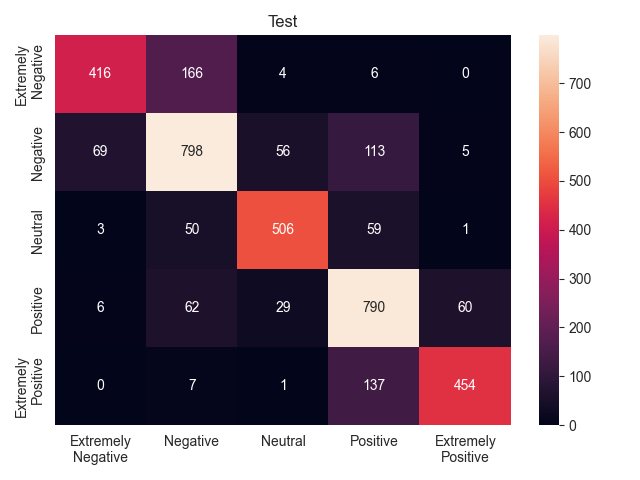 Test
Extremely
Negative
416 166 4 6 0
Negative
69 798 56 113 5
Neutral
3 50 506 59 1
Positive
6 62 29 790 60
Extremely
Positive
0 7 1 137 454
Extremely
Negative
Negative
Neutral
Positive
Extremely
Positive
700
600
500
400
300
200
100
0